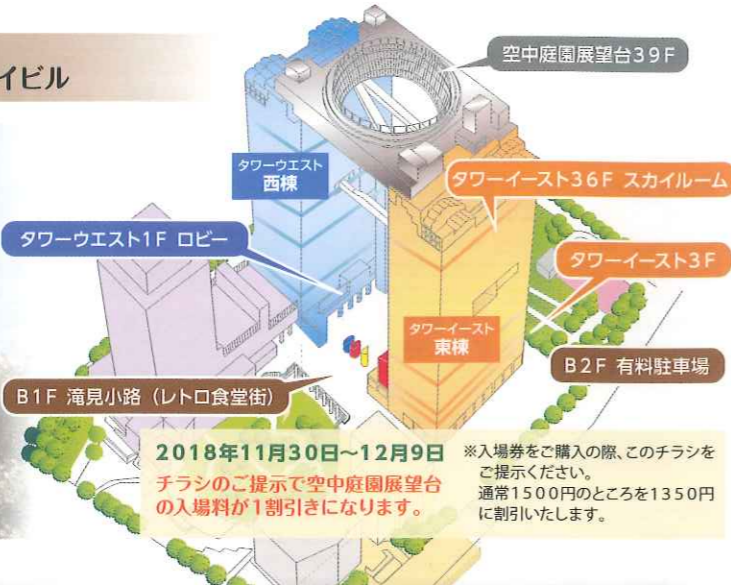 イビル
空中庭園展望台39F
タワーウエスト
西棟
タワーイースト36F スカイルーム
タワーウエスト1F ロビー
タワーイースト3F
タワーイースト
東棟
B2F 有料駐車場
B1F 滝見小路（レトロ食堂街）
2018年11月30日～12月9日
チラシのご提示で空中庭園展望台
の入場料が1割引きになります。
※入場券をご購入の際、このチラシを
ご提示ください。
通常1500円のところを1350円
に割引いたします。